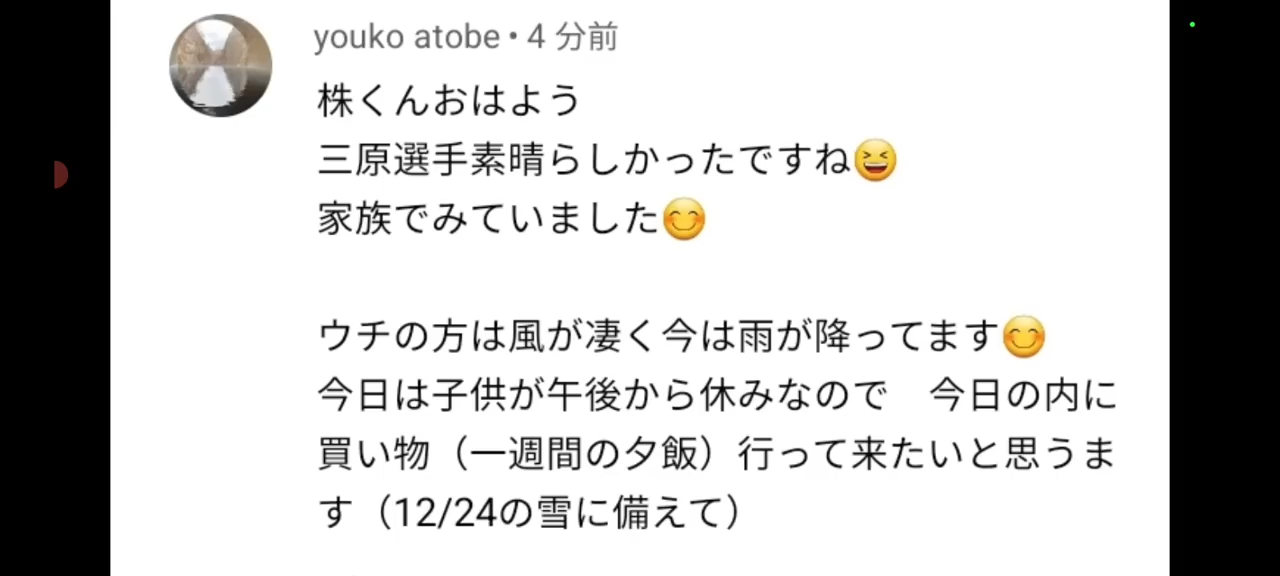 youko atobe • 4 分前
株くんおはよう
三原選手素晴らしかったですね😆
家族でみていました😊
ウチの方は風が凄く今は雨が降ってます😊
今日は子供が午後から休みなので　今日の内に
買い物（一週間の夕飯）行って来たいと思うま
す（12/24の雪に備えて）